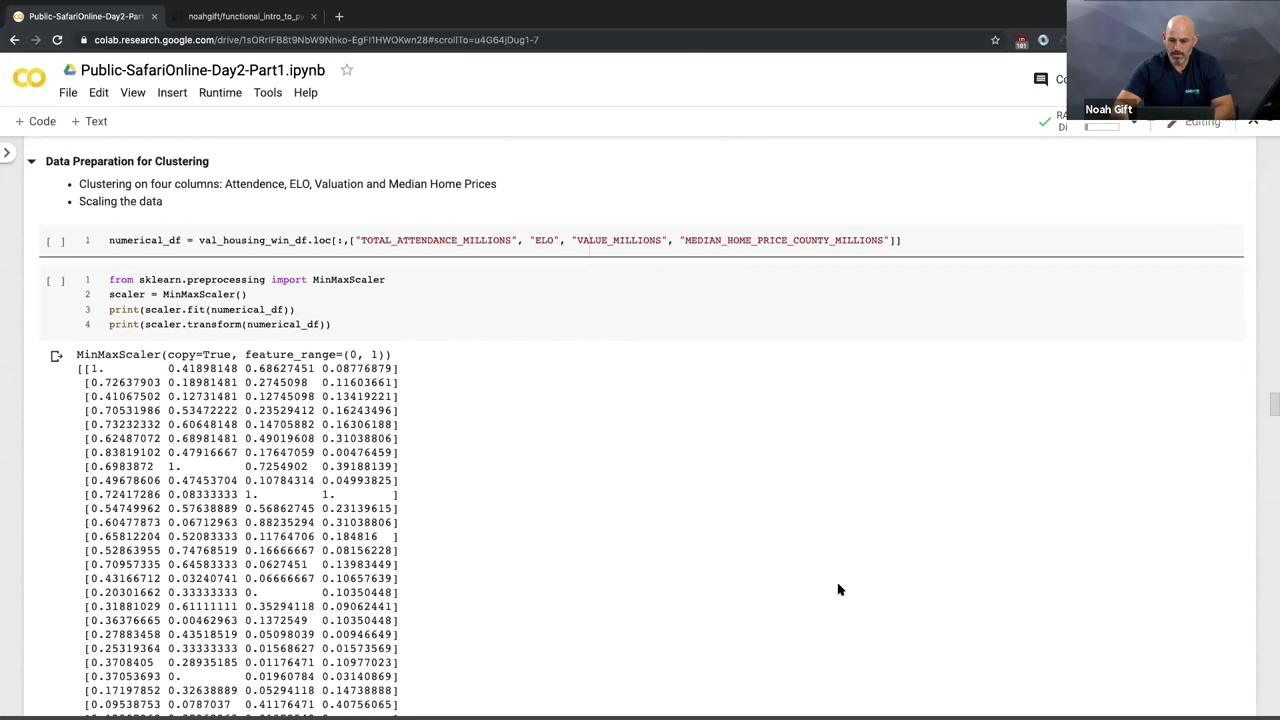 Public-SafariOnline-Day2-Part
noahgift/functional_intro_to_py
colab.research.google.com/drive/1sORrIFB8t9NbW9Nhko-EgFI1HWOKwn28#scrollTo=u4G64jDug1-7
181
Public-SafariOnline-Day2-Part1.ipynb
File Edit View Insert Runtime Tools Help
Co
Noah Gift
+ Code + Text
RA
Di
Editing
Data Preparation for Clustering
• Clustering on four columns: Attendence, ELO, Valuation and Median Home Prices
• Scaling the data
[ ] 1 numerical_df = val_housing_win_df.loc[:,["TOTAL_ATTENDANCE_MILLIONS", "ELO", "VALUE_MILLIONS", "MEDIAN_HOME_PRICE_COUNTY_MILLIONS"]]
[ ] 1 from sklearn.preprocessing import MinMaxScaler
2 scaler = MinMaxScaler()
3 print(scaler.fit(numerical_df))
4 print(scaler.transform(numerical_df))
MinMaxScaler(copy=True, feature_range=(0, 1))
[[1. 0.41898148 0.68627451 0.08776879]
[0.72637903 0.18981481 0.2745098 0.11603661]
[0.41067502 0.12731481 0.12745098 0.13419221]
[0.70531986 0.53472222 0.23529412 0.16243496]
[0.73232332 0.60648148 0.14705882 0.16306188]
[0.62487072 0.68981481 0.49019608 0.31038806]
[0.83819102 0.47916667 0.17647059 0.00476459]
[0.6983872 1. 0.7254902 0.39188139]
[0.49678606 0.47453704 0.10784314 0.04993825]
[0.72417286 0.08333333 1. 1. ]
[0.54749962 0.57638889 0.56862745 0.23139615]
[0.60477873 0.06712963 0.88235294 0.31038806]
[0.65812204 0.52083333 0.11764706 0.184816 ]
[0.52863955 0.74768519 0.16666667 0.08156228]
[0.70957335 0.64583333 0.0627451 0.13983449]
[0.43166712 0.03240741 0.06666667 0.10657639]
[0.20301662 0.33333333 0. 0.10350448]
[0.31881029 0.61111111 0.35294118 0.09062441]
[0.36376665 0.00462963 0.1372549 0.10350448]
[0.27883458 0.43518519 0.05098039 0.00946649]
[0.25319364 0.33333333 0.01568627 0.01573569]
[0.3708405 0.28935185 0.01176471 0.10977023]
[0.37053693 0. 0.01960784 0.03140869]
[0.17197852 0.32638889 0.05294118 0.14738888]
[0.09538753 0.0787037 0.41176471 0.40756065]